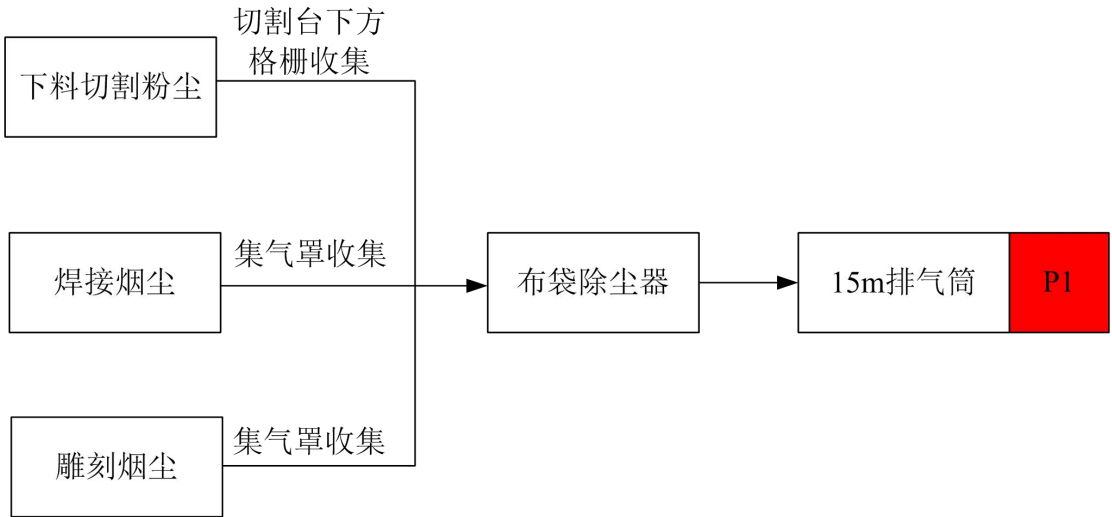 切割台下方
格栅收集
下料切割粉尘
集气罩收集
焊接烟尘
布袋除尘器
15m排气筒
P1
集气罩收集
雕刻烟尘